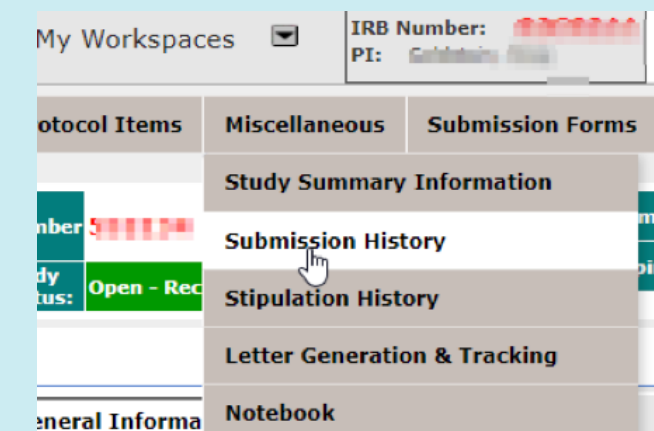 My Workspaces
IRB Number:
PI:
otocol Items Miscellaneous Submission Forms
Study Summary Information
mber
Submission History
dy
tus: Open - Rec
Stipulation History
Letter Generation & Tracking
eneral Informa
Notebook